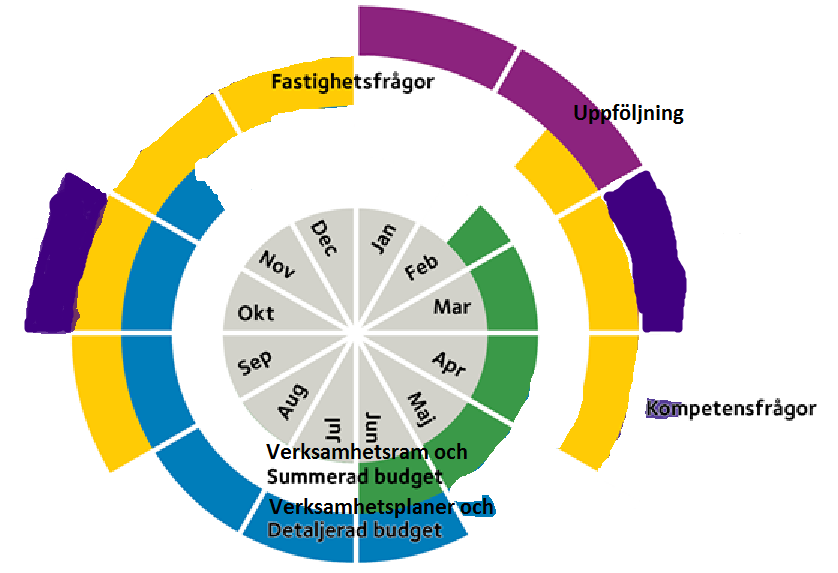 Fastighetsfrågor
Uppföljning
Jan
Feb
Mar
Apr
Maj
Jun
Jul
Aug
Sep
Okt
Nov
Dec
Kompetensfrågor
Verksamhetsram och
Summerad budget
Verksamhetsplaner och
Detaljerad budget